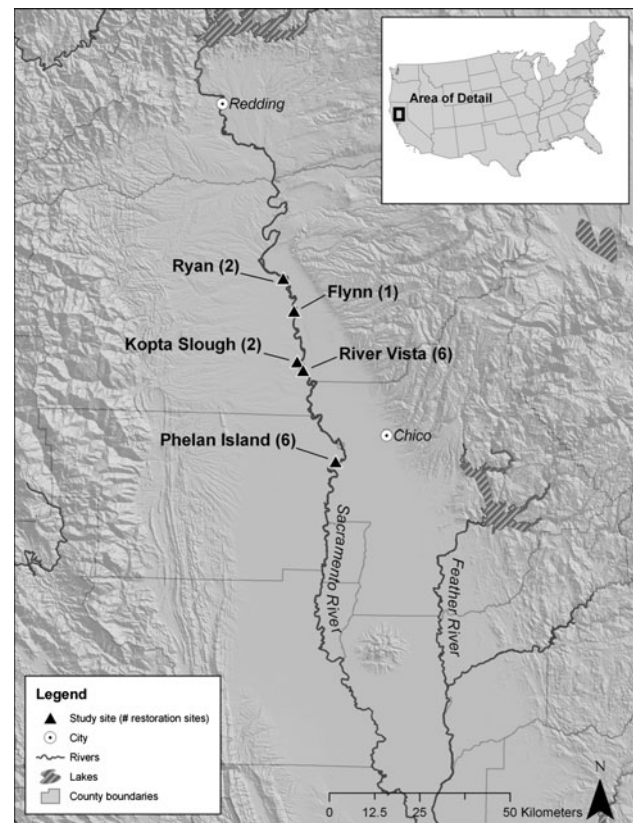 Area of Detail
Redding
Ryan (2)
Flynn (1)
Kopta Slough (2)
River Vista (6)
Chico
Phelan Island (6)
Sacramento River
Feather River
Legend
Study site (# restoration sites)
City
Rivers
Lakes
County boundaries
N
0 12.5 25 50 Kilometers